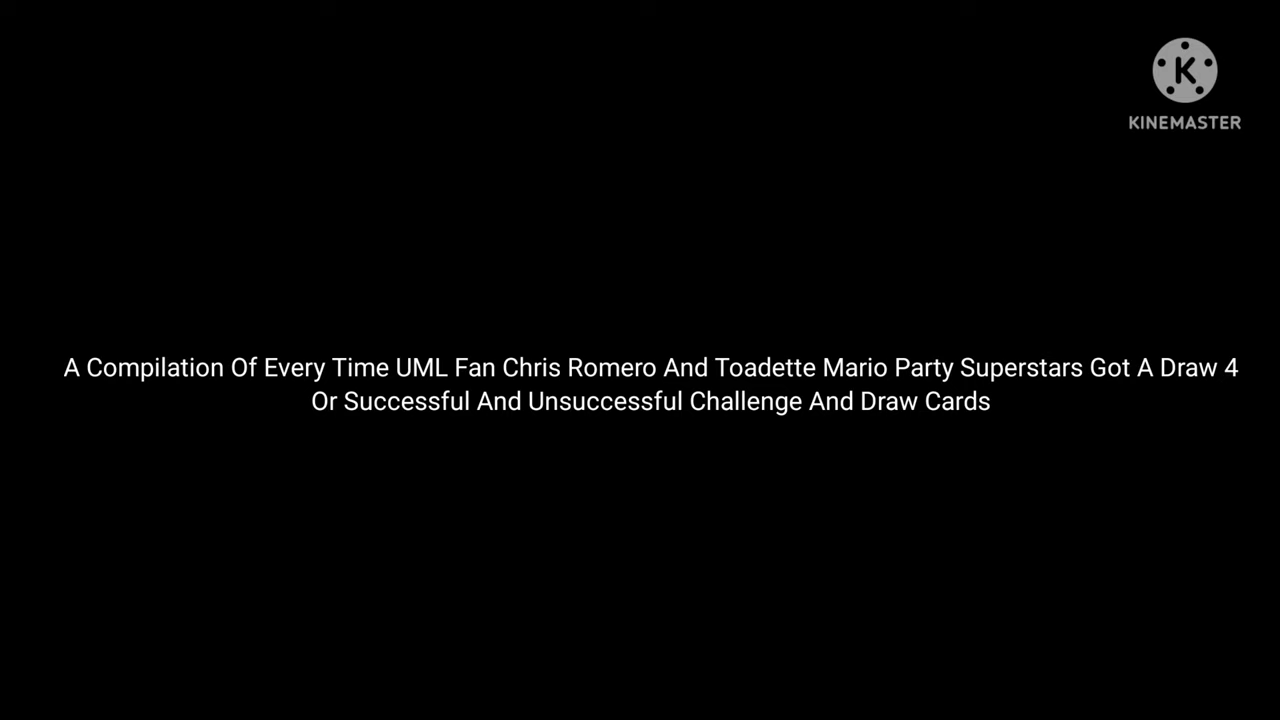 K
KINEMASTER
A Compilation Of Every Time UML Fan Chris Romero And Toadette Mario Party Superstars Got A Draw 4
Or Successful And Unsuccessful Challenge And Draw Cards